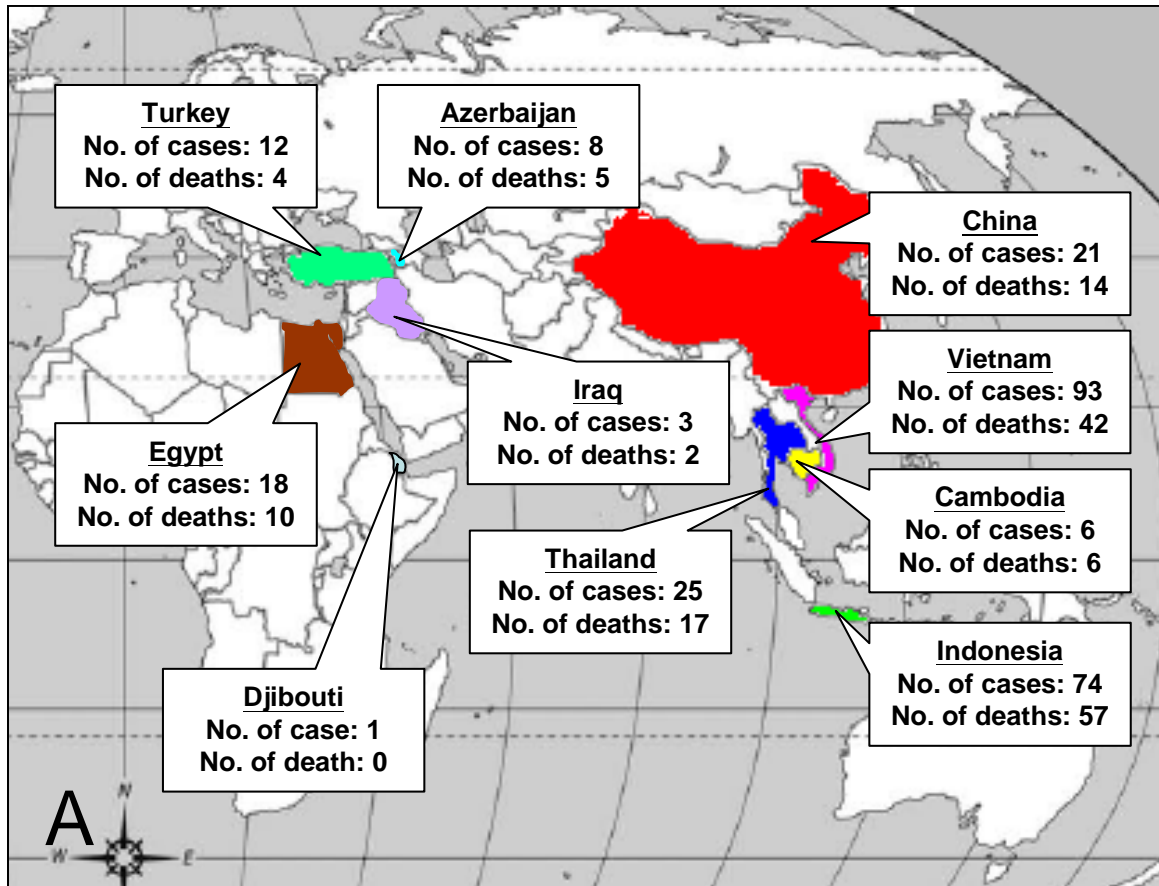 Turkey
No. of cases: 12
No. of deaths: 4
Azerbaijan
No. of cases: 8
No. of deaths: 5
China
No. of cases: 21
No. of deaths: 14
Vietnam
No. of cases: 93
No. of deaths: 42
Iraq
No. of cases: 3
No. of deaths: 2
Egypt
No. of cases: 18
No. of deaths: 10
Cambodia
No. of cases: 6
No. of deaths: 6
Thailand
No. of cases: 25
No. of deaths: 17
Indonesia
No. of cases: 74
No. of deaths: 57
Djibouti
No. of case: 1
No. of death: 0
A
N
W
E